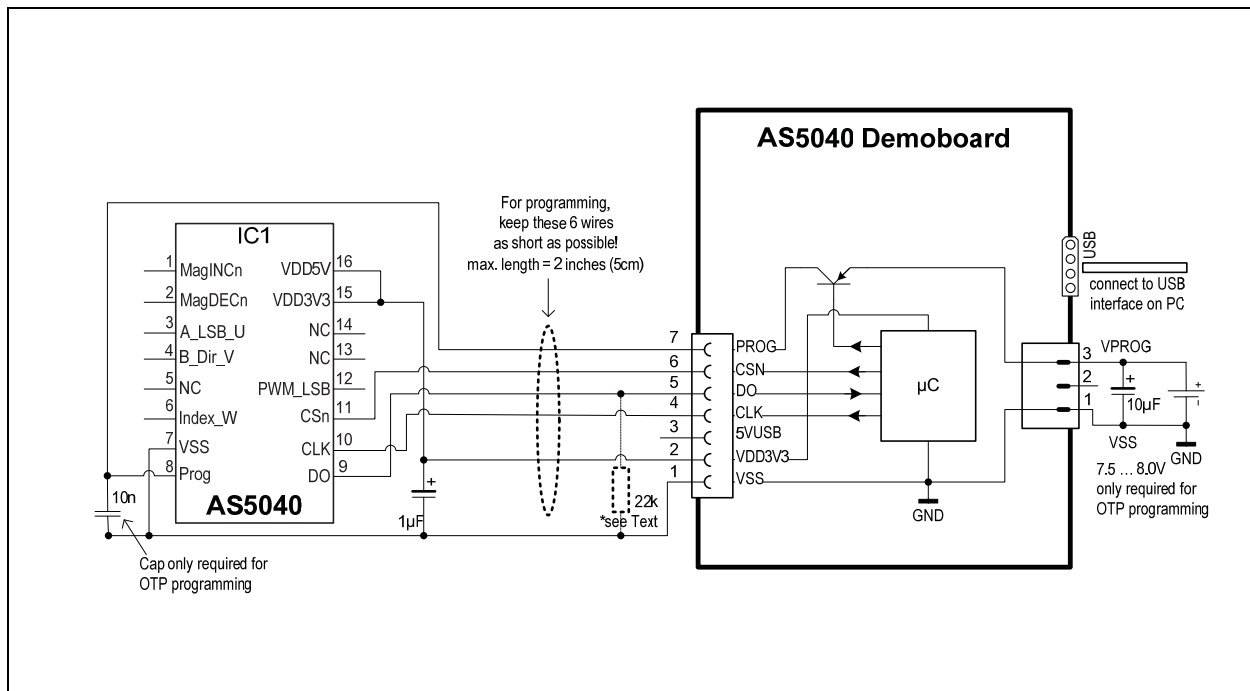 AS5040 Demoboard
For programming,
keep these 6 wires
as short as possible!
max. length = 2 inches (5cm)
IC1
1
MagINCn
VDD5V
16
2
MagDECn
VDD3V3
15
3
A_LSB_U
NC
14
4
B_Dir_V
NC
13
5
NC
PWM_LSB
12
6
Index_W
CSn
11
7
VSS
CLK
10
8
Prog
DO
9
AS5040
10n
Cap only required for
OTP programming
+
1µF
22k
*see Text
7
PROG
6
CSN
5
DO
4
CLK
3
5VUSB
2
VDD3V3
1
VSS
µC
GND
USB
connect to USB
interface on PC
3
VPROG
2
1
+
10µF
+
-
VSS
GND
7.5 ... 8.0V
only required for
OTP programming